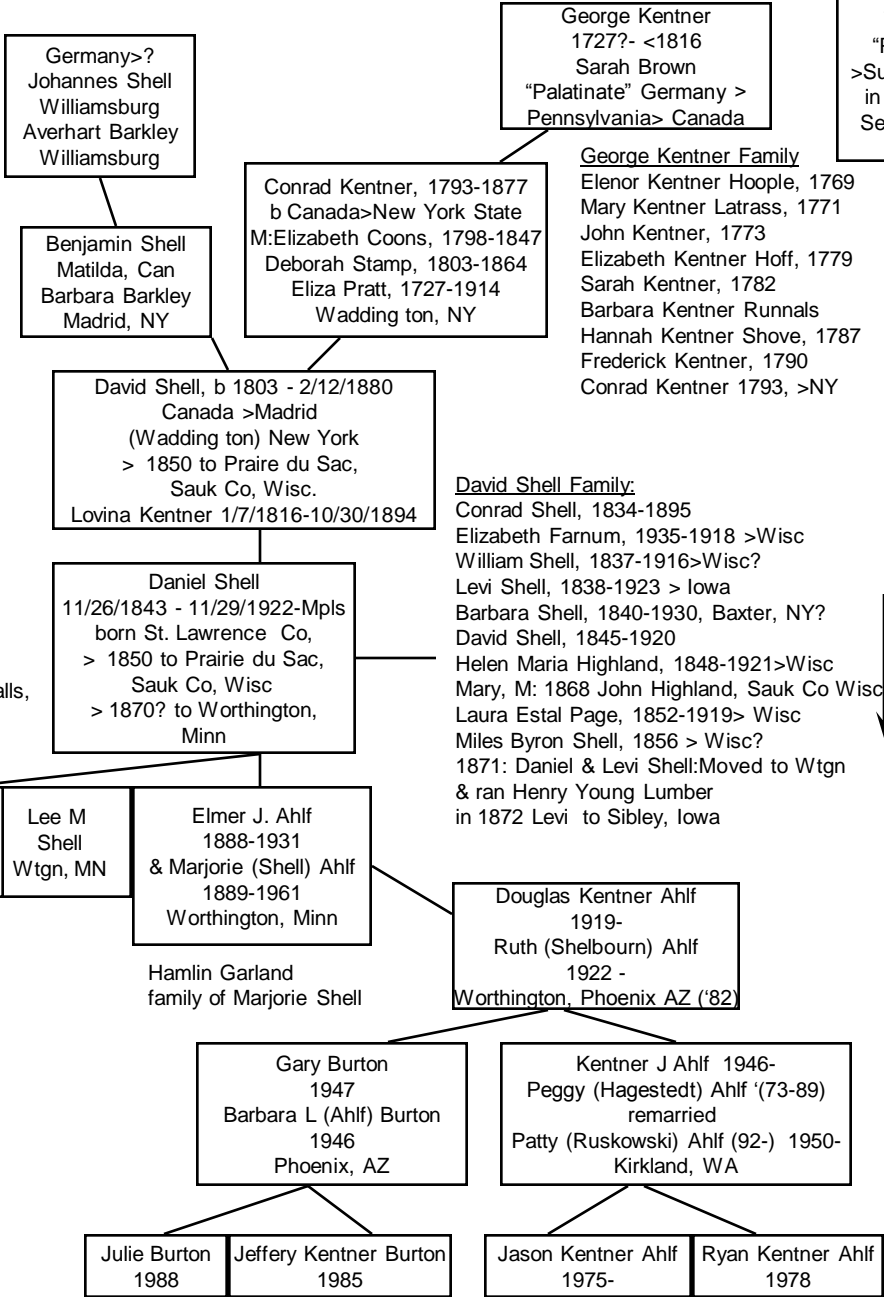 George Kentner
1727?- <1816
Sarah Brown
“Palatinate” Germany >
Pennsylvania> Canada
>Su
in
Se
Germany>?
Johannes Shell
Williamsburg
Averhart Barkley
Williamsburg
George Kentner Family
Elenor Kentner Hoople, 1769
Mary Kentner Latrass, 1771
John Kentner, 1773
Elizabeth Kentner Hoff, 1779
Sarah Kentner, 1782
Barbara Kentner Runnals
Hannah Kentner Shove, 1787
Frederick Kentner, 1790
Conrad Kentner 1793, >NY
Conrad Kentner, 1793-1877
b Canada>New York State
M:Elizabeth Coons, 1798-1847
Deborah Stamp, 1803-1864
Eliza Pratt, 1727-1914
Wadding ton, NY
Benjamin Shell
Matilda, Can
Barbara Barkley
Madrid, NY
David Shell, b 1803 - 2/12/1880
Canada >Madrid
(Wadding ton) New York
> 1850 to Praire du Sac,
Sauk Co, Wisc.
Lovina Kentner 1/7/1816-10/30/1894
David Shell Family:
Conrad Shell, 1834-1895
Elizabeth Farnum, 1935-1918 >Wisc
William Shell, 1837-1916>Wisc?
Levi Shell, 1838-1923 > Iowa
Barbara Shell, 1840-1930, Baxter, NY?
David Shell, 1845-1920
Helen Maria Highland, 1848-1921>Wisc
Mary, M: 1868 John Highland, Sauk Co Wisc
Laura Estal Page, 1852-1919> Wisc
Miles Byron Shell, 1856 > Wisc?
1871: Daniel & Levi Shell:Moved to Wtgn
& ran Henry Young Lumber
in 1872 Levi to Sibley, Iowa
Daniel Shell
11/26/1843 - 11/29/1922-Mpls
born St. Lawrence Co,
> 1850 to Prairie du Sac,
Sauk Co, Wisc
> 1870? to Worthington,
Minn
alls,
Lee M
Shell
Wtgn, MN
Elmer J. Ahlf
1888-1931
& Marjorie (Shell) Ahlf
1889-1961
Worthington, Minn
Hamlin Garland
family of Marjorie Shell
Douglas Kentner Ahlf
1919-
Ruth (Shelbourn) Ahlf
1922 -
Worthington, Phoenix AZ (‘82)
Gary Burton
1947
Barbara L (Ahlf) Burton
1946
Phoenix, AZ
Kentner J Ahlf 1946-
Peggy (Hagestedt) Ahlf ‘(73-89)
remarried
Patty (Ruskowski) Ahlf (92-) 1950-
Kirkland, WA
Julie Burton
1988
Jeffery Kentner Burton
1985
Jason Kentner Ahlf
1975-
Ryan Kentner Ahlf
1978